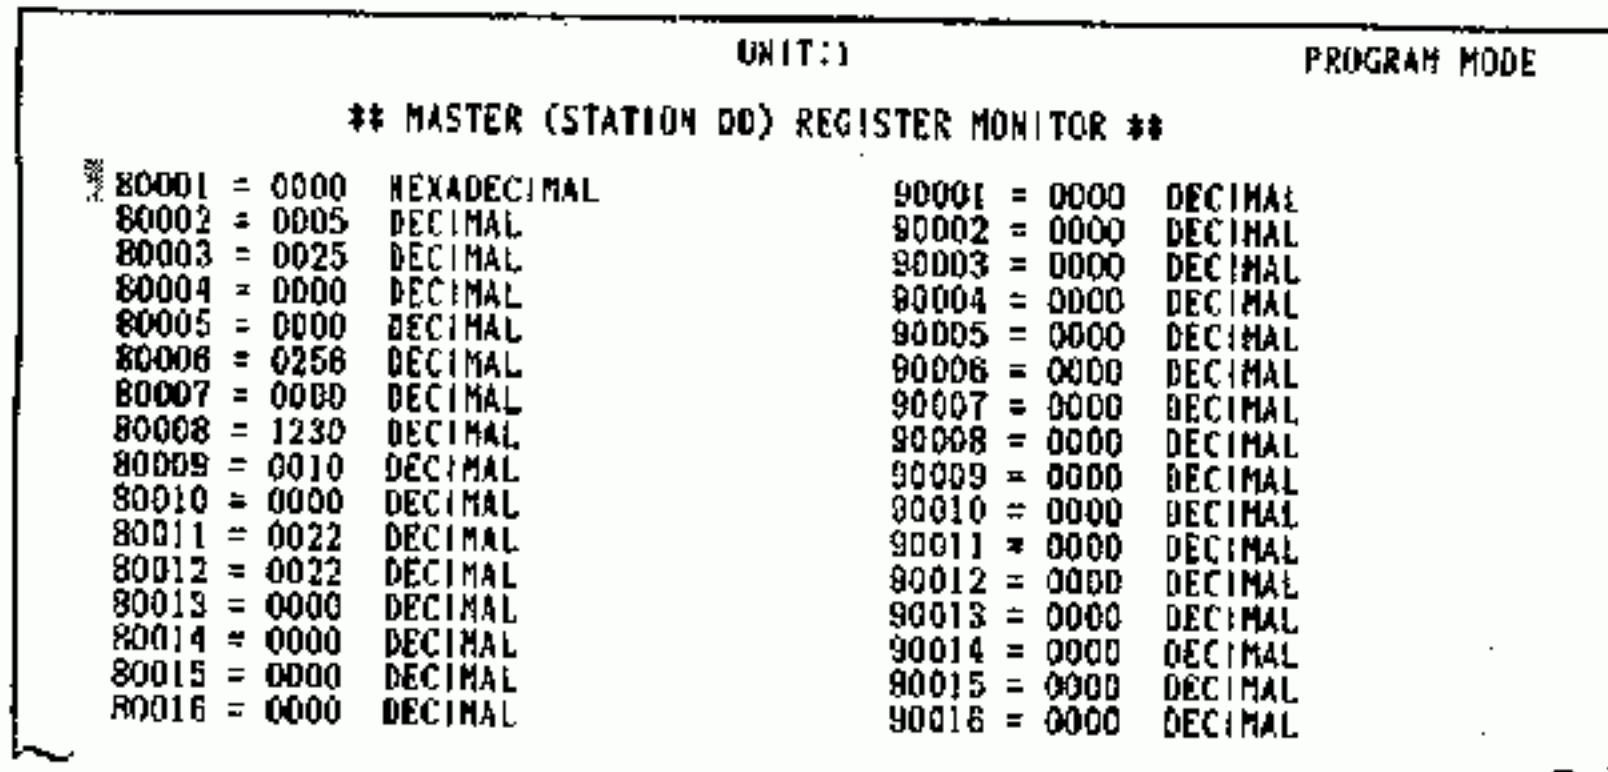 UNIT:1 PROGRAM MODE
** MASTER (STATION 00) REGISTER MONITOR **
80001 = 0000 HEXADECIMAL 90001 = 0000 DECIMAL
80002 = 0005 DECIMAL 90002 = 0000 DECIMAL
80003 = 0025 DECIMAL 90003 = 0000 DECIMAL
80004 = 0000 DECIMAL 90004 = 0000 DECIMAL
80005 = 0000 DECIMAL 90005 = 0000 DECIMAL
80006 = 0256 DECIMAL 90006 = 0000 DECIMAL
80007 = 0000 DECIMAL 90007 = 0000 DECIMAL
80008 = 1230 DECIMAL 90008 = 0000 DECIMAL
80009 = 0010 DECIMAL 90009 = 0000 DECIMAL
80010 = 0000 DECIMAL 90010 = 0000 DECIMAL
80011 = 0022 DECIMAL 90011 = 0000 DECIMAL
80012 = 0022 DECIMAL 90012 = 0000 DECIMAL
80013 = 0000 DECIMAL 90013 = 0000 DECIMAL
80014 = 0000 DECIMAL 90014 = 0000 DECIMAL
80015 = 0000 DECIMAL 90015 = 0000 DECIMAL
80016 = 0000 DECIMAL 90016 = 0000 DECIMAL